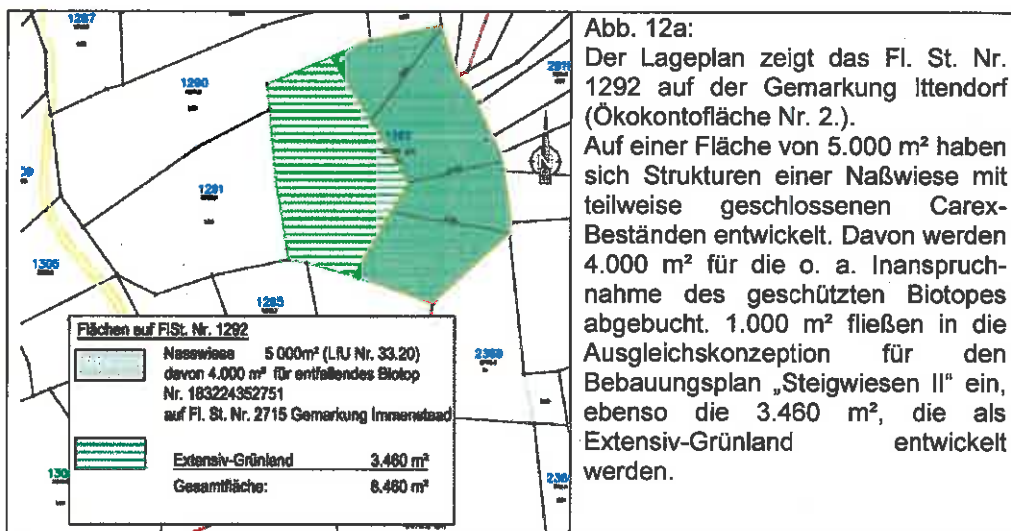 1287
1290
2911
1292
1291
1305
1285
2369
Flächen auf FlSt. Nr. 1292
Nasswiese 5 000m² (LfU Nr. 33.20)
davon 4.000 m² für entfallendes Biotop
Nr. 183224352751
auf Fl. St. Nr. 2715 Gemarkung Immenstaad
Extensiv-Grünland 3.460 m²
Gesamtfläche: 8.460 m²
Abb. 12a:
Der Lageplan zeigt das Fl. St. Nr.
1292 auf der Gemarkung Ittendorf
(Ökokontofläche Nr. 2.).
Auf einer Fläche von 5.000 m² haben
sich Strukturen einer Naßwiese mit
teilweise geschlossenen Carex-
Beständen entwickelt. Davon werden
4.000 m² für die o. a. Inanspruch-
nahme des geschützten Biotopes
abgebucht. 1.000 m² fließen in die
Ausgleichskonzeption für den
Bebauungsplan „Steigwiesen II" ein,
ebenso die 3.460 m², die als
Extensiv-Grünland entwickelt
werden.